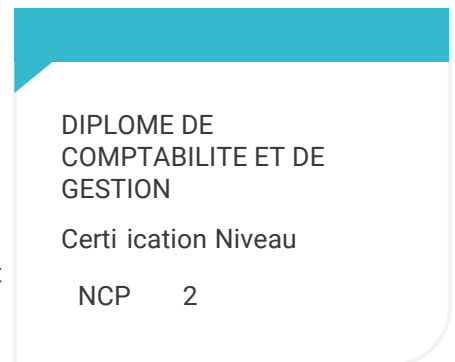 DIPLOME DE
COMPTABILITE ET DE
GESTION
Certi ication Niveau
NCP 2